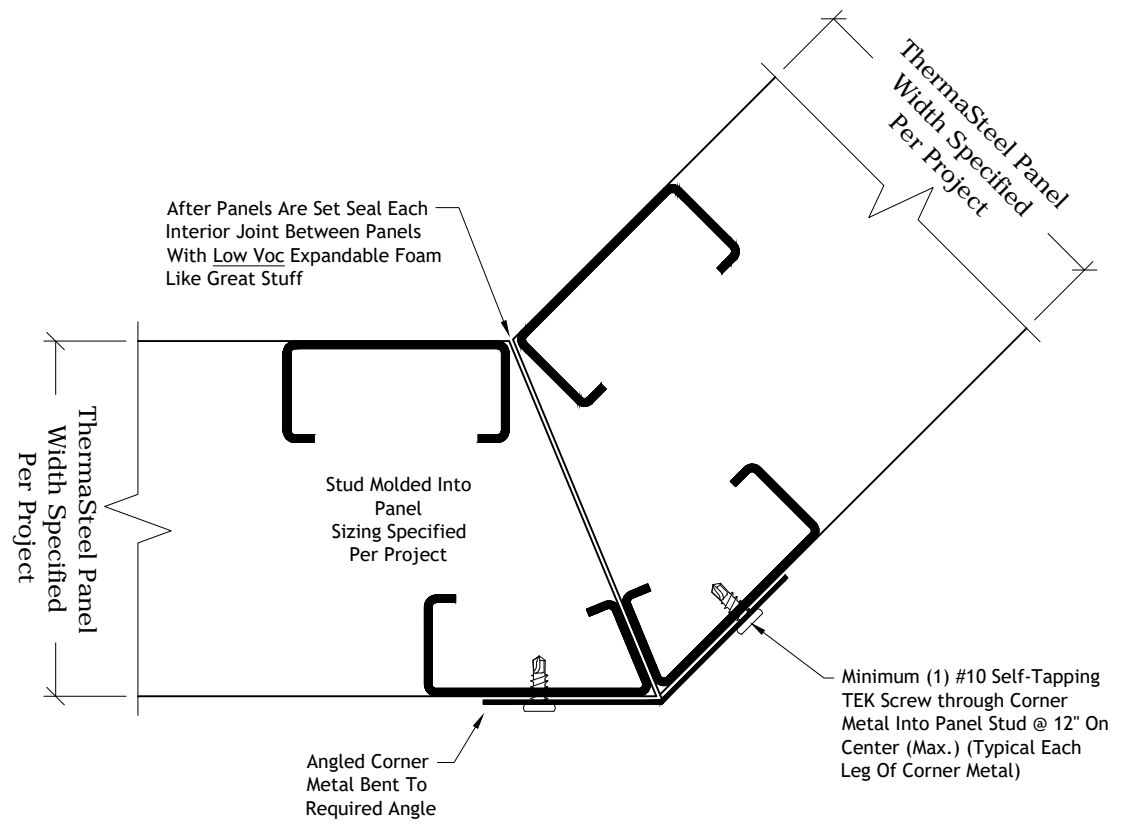 ThermaSteel Panel
Width Specified
Per Project
After Panels Are Set Seal Each
Interior Joint Between Panels
With Low Voc Expandable Foam
Like Great Stuff
ThermaSteel Panel
Width Specified
Per Project
Stud Molded Into
Panel
Sizing Specified
Per Project
Minimum (1) #10 Self-Tapping
TEK Screw through Corner
Metal Into Panel Stud @ 12" On
Center (Max.) (Typical Each
Leg Of Corner Metal)
Angled Corner
Metal Bent To
Required Angle